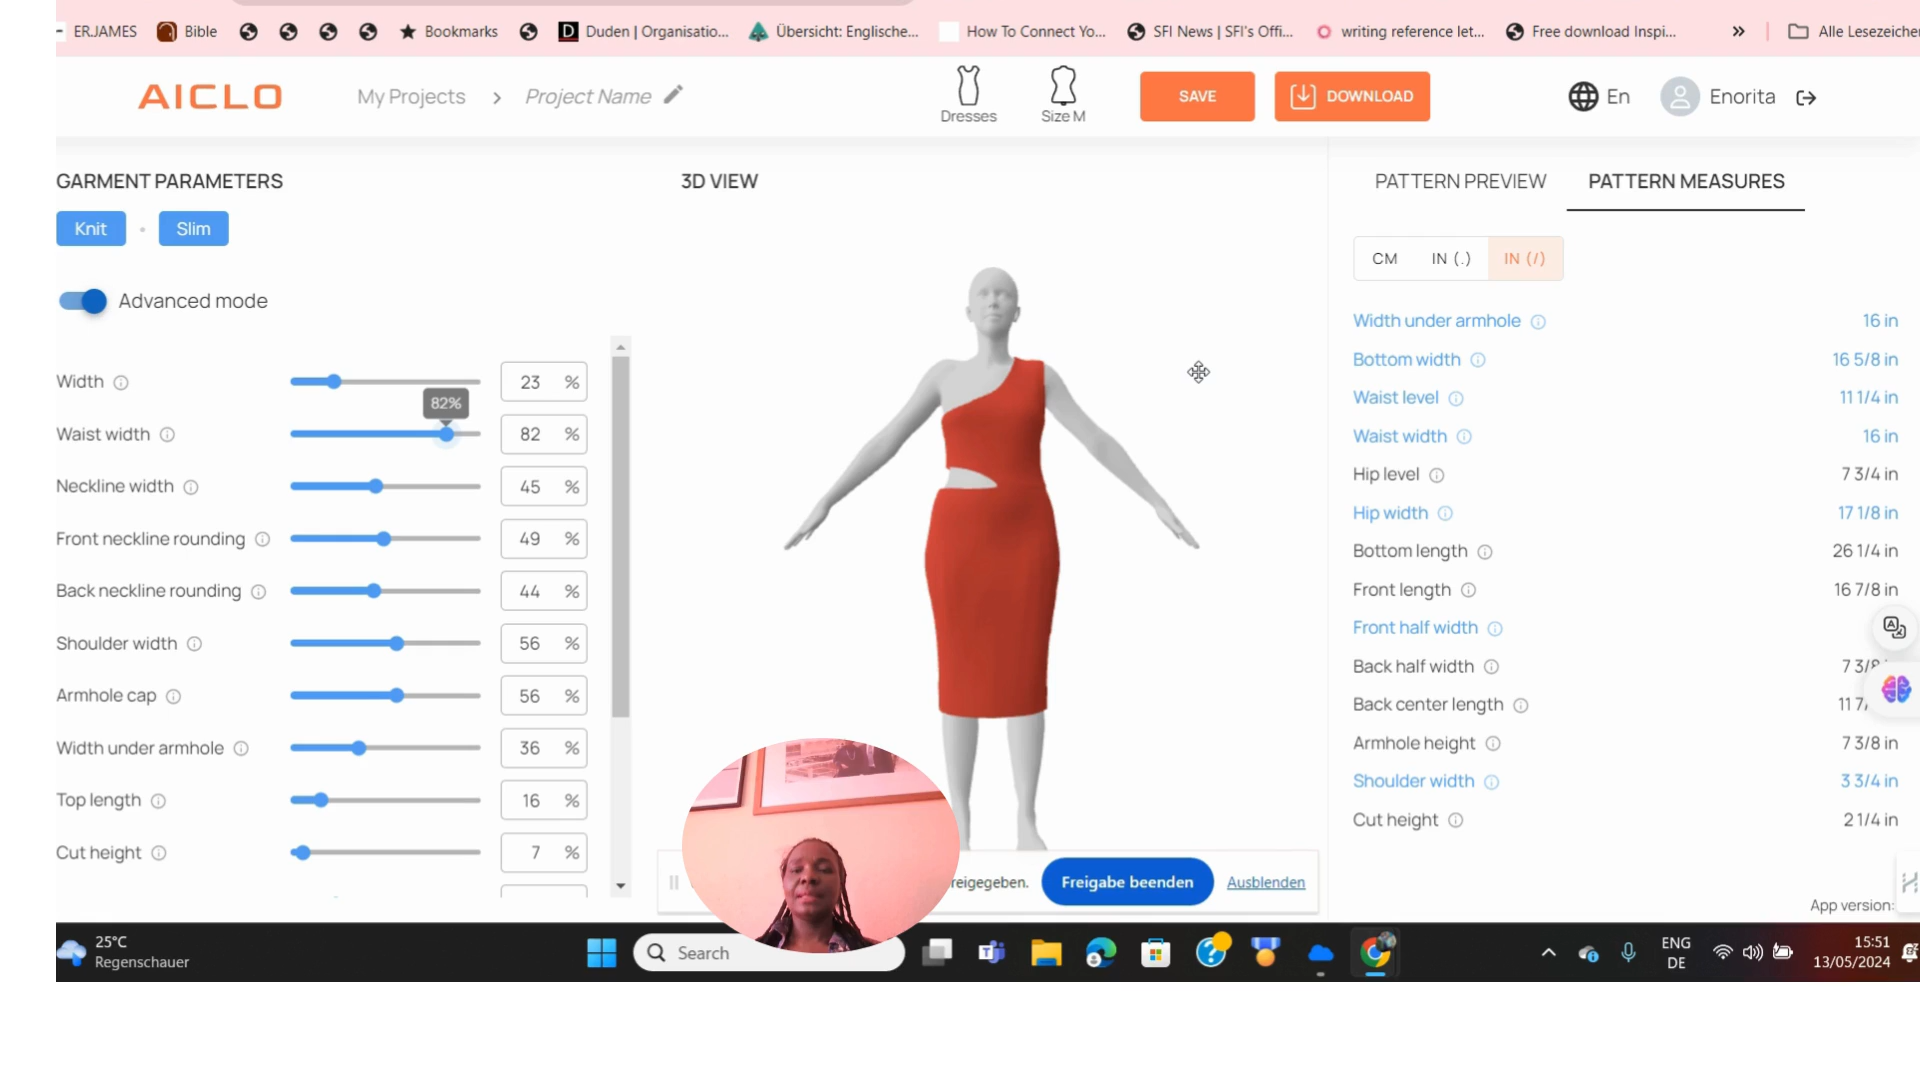 ER.JAMES Bible Bookmarks D Duden | Organisatio... Übersicht: Englische... How To Connect Yo... SFI News | SFI's Offi... writing reference let... Free download Inspi... » Alle Lesezeichen
AICLO My Projects > Project Name Dresses Size M SAVE DOWNLOAD En Enorita
GARMENT PARAMETERS
Knit • Slim
Advanced mode
Width 23 %
82%
Waist width 82 %
Neckline width 45 %
Front neckline rounding 49 %
Back neckline rounding 44 %
Shoulder width 56 %
Armhole cap 56 %
Width under armhole 36 %
Top length 16 %
Cut height 7 %
3D VIEW
reigegeben. Freigabe beenden Ausblenden
PATTERN PREVIEW PATTERN MEASURES
CM IN (.) IN (/)
Width under armhole 16 in
Bottom width 16 5/8 in
Waist level 11 1/4 in
Waist width 16 in
Hip level 7 3/4 in
Hip width 17 1/8 in
Bottom length 26 1/4 in
Front length 16 7/8 in
Front half width
Back half width 7 3/8
Back center length 11 7/
Armhole height 7 3/8 in
Shoulder width 3 3/4 in
Cut height 2 1/4 in
App version:
25°C
Regenschauer
Search
ENG
DE
15:51
13/05/2024